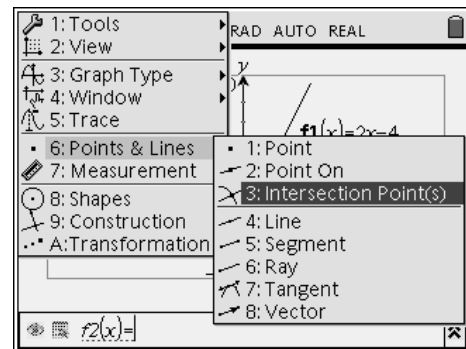 1: Tools
2: View
RAD AUTO REAL
3: Graph Type
4: Window
5: Trace
y
f1(x)=2x-4
6: Points & Lines
7: Measurement
8: Shapes
9: Construction
A: Transformation
1: Point
2: Point On
3: Intersection Point(s)
4: Line
5: Segment
6: Ray
7: Tangent
8: Vector
f2(x)=